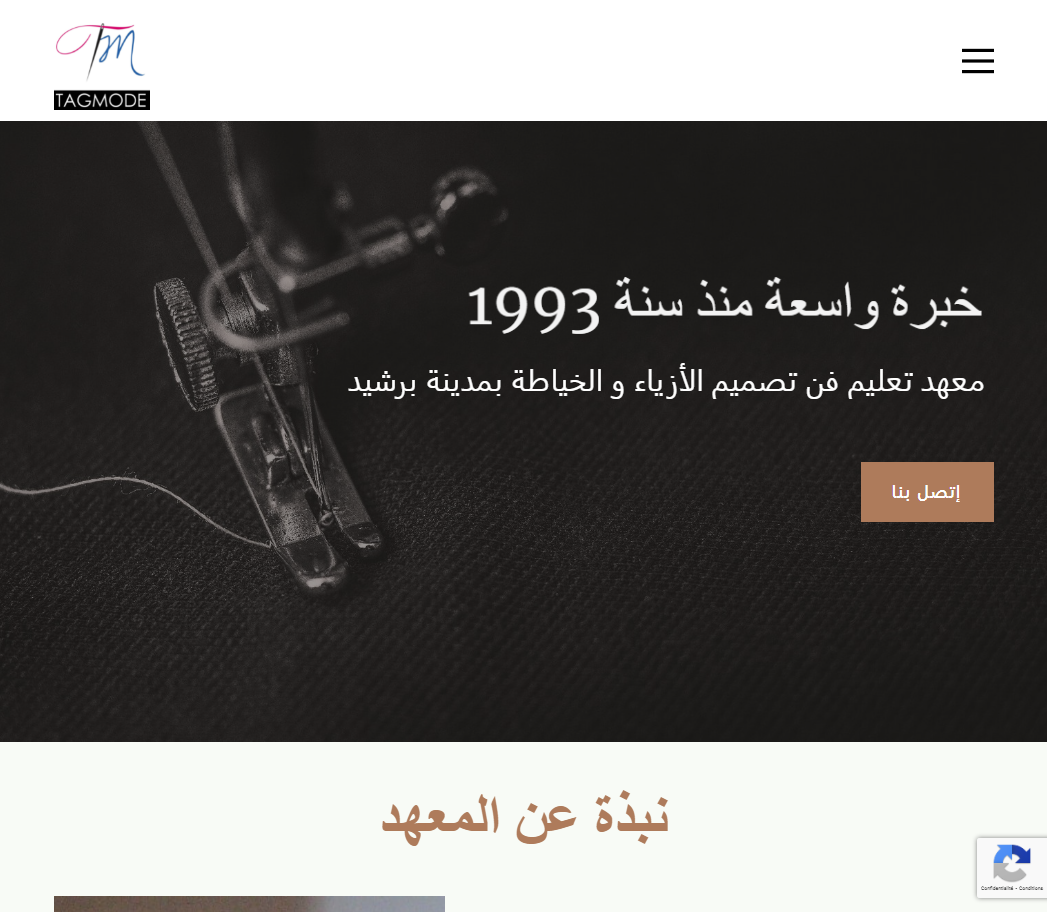 TM
TAGMODE
خبرة واسعة منذ سنة 1993
معهد تعليم فن تصميم الأزياء و الخياطة بمدينة برشيد
إتصل بنا
نبذة عن المعهد
Confidentialité - Conditions